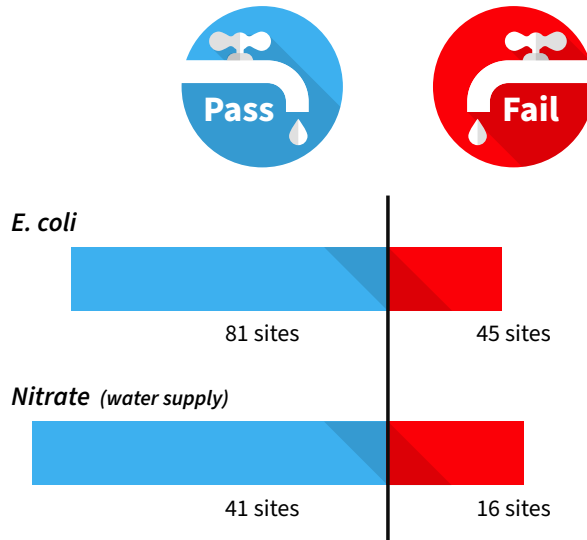 Pass
Fail
E. coli
81 sites
45 sites
Nitrate (water supply)
41 sites
16 sites